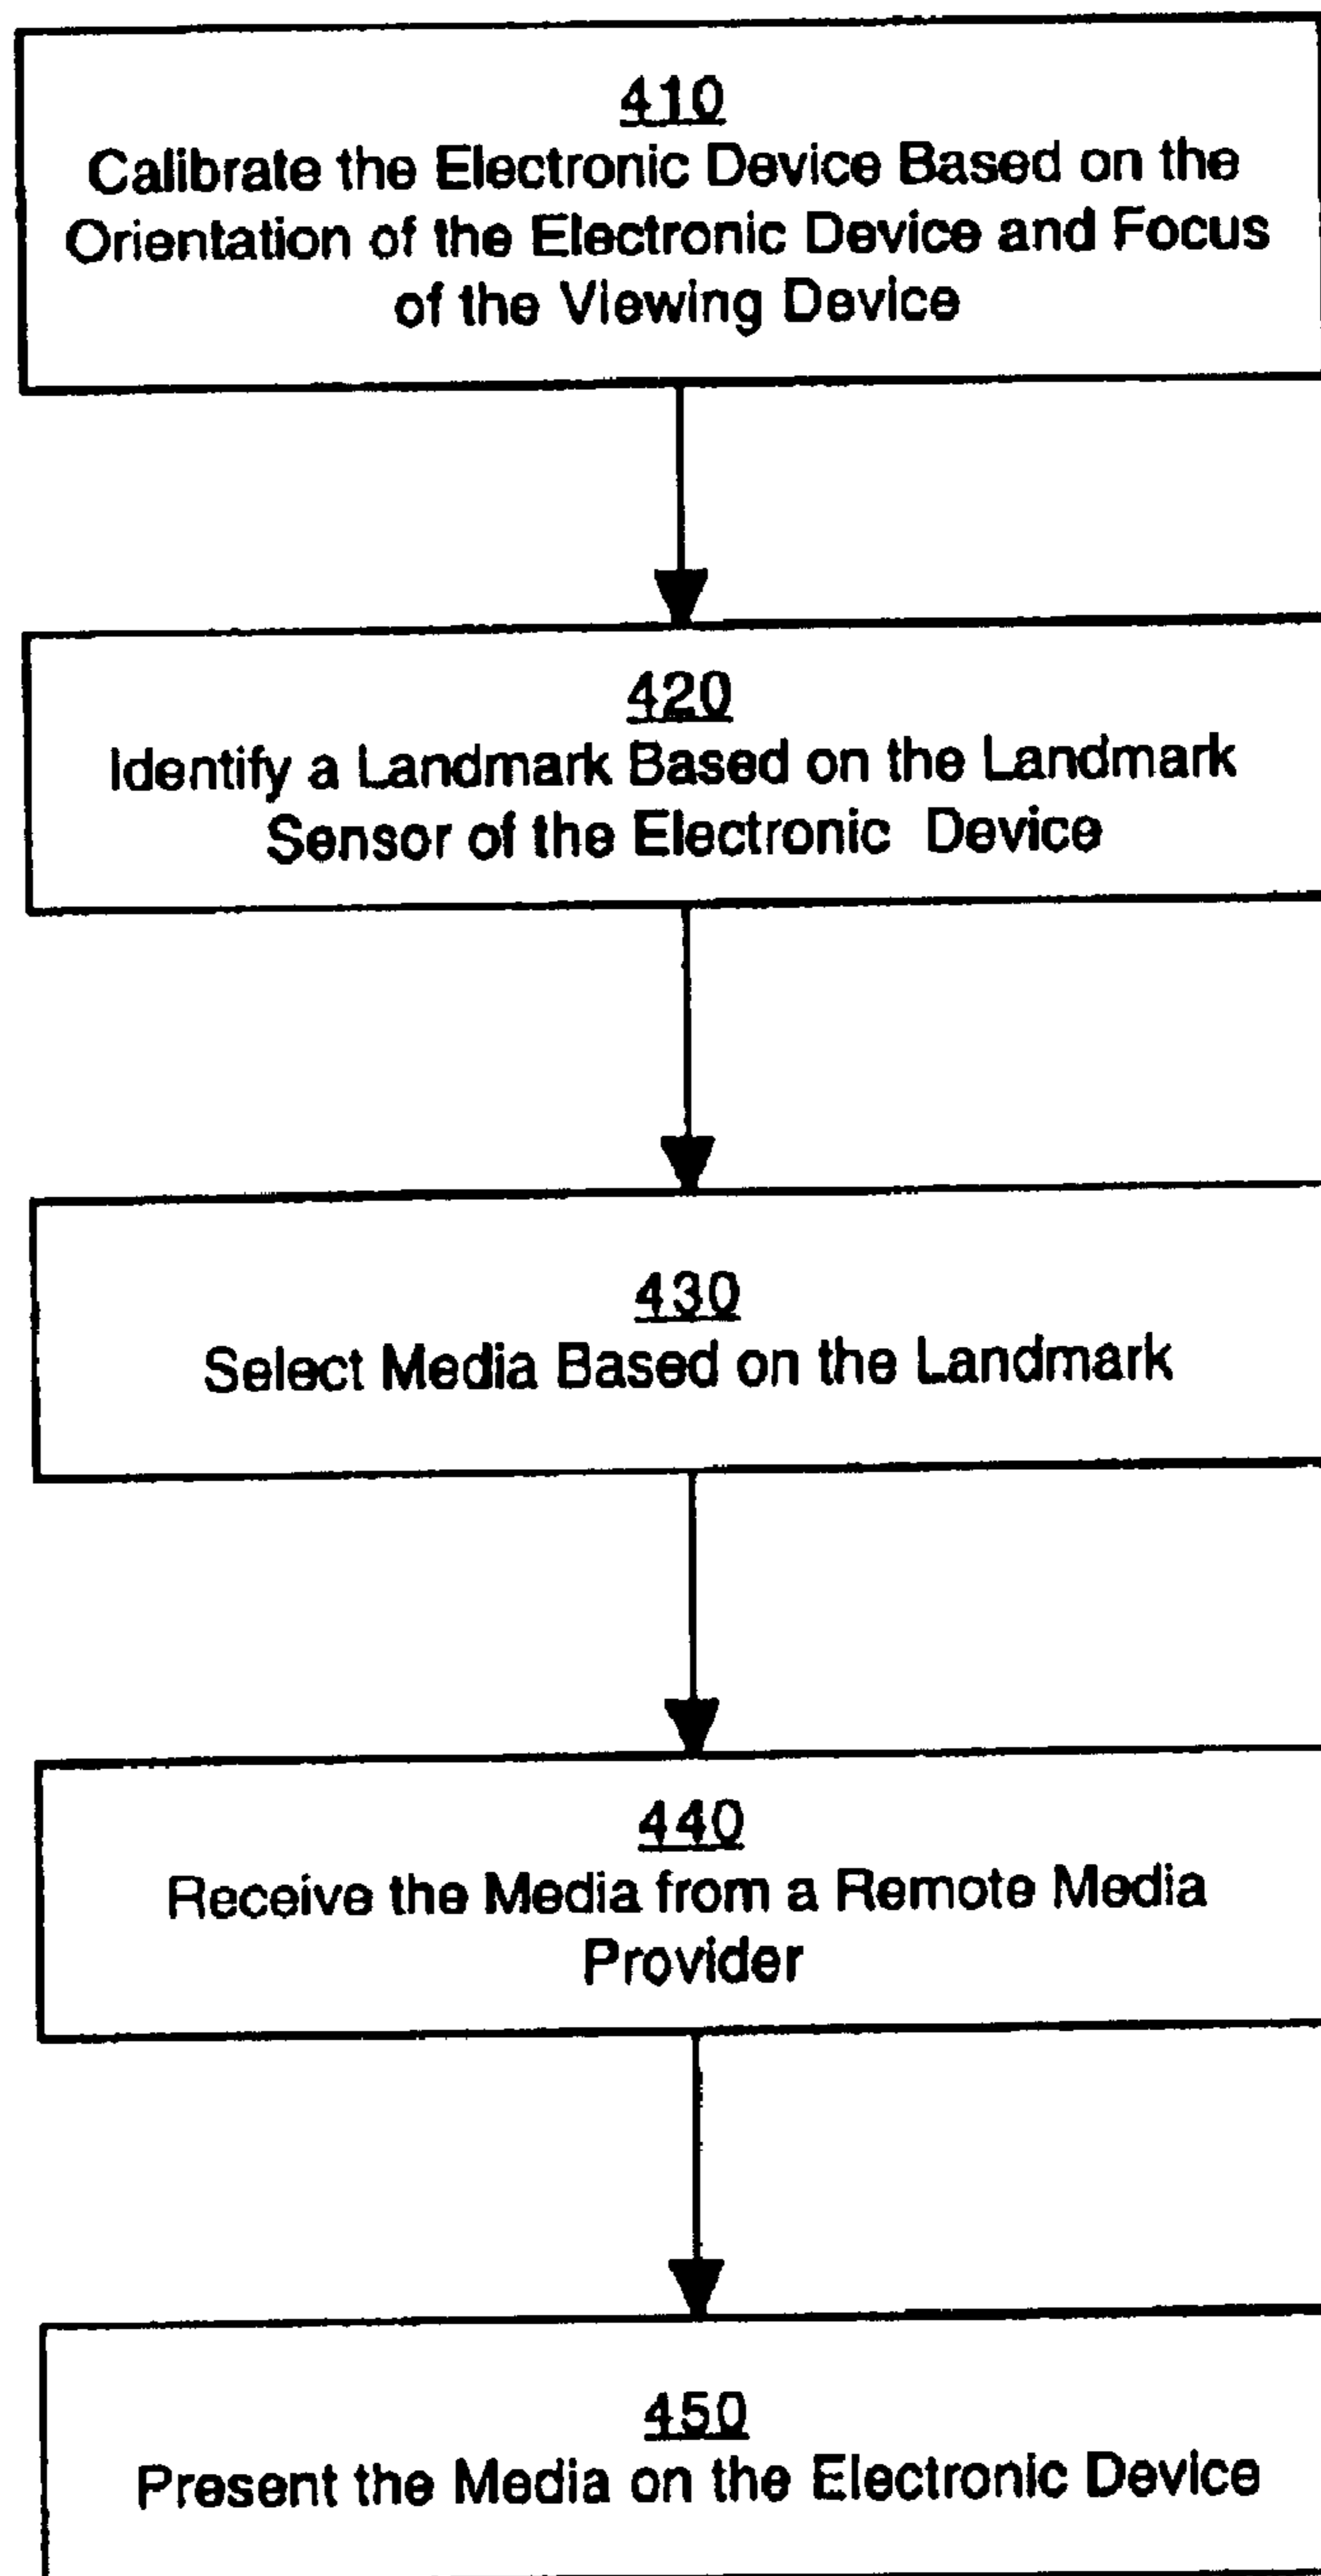 410
Calibrate the Electronic Device Based on the
Orientation of the Electronic Device and Focus
of the Viewing Device
420
Identify a Landmark Based on the Landmark
Sensor of the Electronic Device
430
Select Media Based on the Landmark
440
Receive the Media from a Remote Media
Provider
450
Present the Media on the Electronic Device